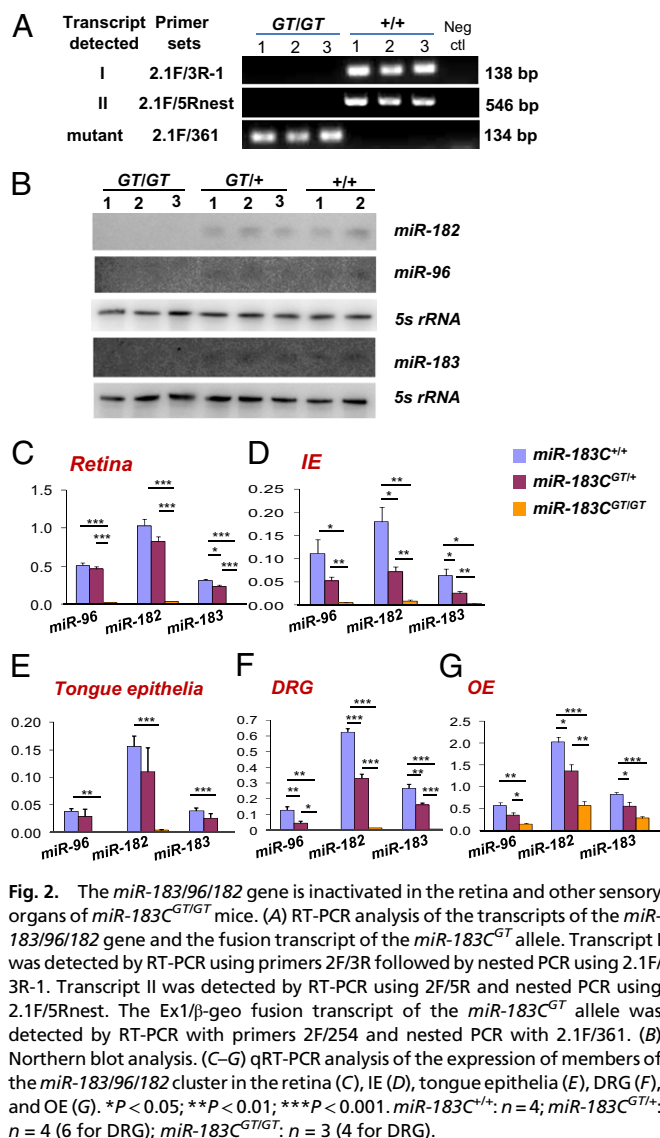 A
Transcript detected
Primer sets
GT/GT
+/+
Neg ctl
1 2 3 1 2 3
I 2.1F/3R-1 138 bp
II 2.1F/5Rnest 546 bp
mutant 2.1F/361 134 bp
B
GT/GT GT/+ +/+
1 2 3 1 2 3 1 2
miR-182
miR-96
5s rRNA
miR-183
5s rRNA
C Retina
1.5
1.0
0.5
0.0
*** *** *** *** *** * ***
miR-96 miR-182 miR-183
D IE
0.25
0.20
0.15
0.10
0.05
0
* ** ** * ** * * **
miR-96 miR-182 miR-183
miR-183C+/+
miR-183CGT/+
miR-183CGT/GT
E Tongue epithelia
0.20
0.15
0.10
0.05
0.00
** *** ***
miR-96 miR-182 miR-183
F DRG
0.7
0.6
0.5
0.4
0.3
0.2
0.1
0
** ** * *** *** *** *** ** ***
miR-96 miR-182 miR-183
G OE
2.5
2.0
1.5
1.0
0.5
0.0
** * *** * ** *** *
miR-96 miR-182 miR-183
Fig. 2. The miR-183/96/182 gene is inactivated in the retina and other sensory
organs of miR-183CGT/GT mice. (A) RT-PCR analysis of the transcripts of the miR-
183/96/182 gene and the fusion transcript of the miR-183CGT allele. Transcript I
was detected by RT-PCR using primers 2F/3R followed by nested PCR using 2.1F/
3R-1. Transcript II was detected by RT-PCR using 2F/5R and nested PCR using
2.1F/5Rnest. The Ex1/β-geo fusion transcript of the miR-183CGT allele was
detected by RT-PCR with primers 2F/254 and nested PCR with 2.1F/361. (B)
Northern blot analysis. (C–G) qRT-PCR analysis of the expression of members of
the miR-183/96/182 cluster in the retina (C), IE (D), tongue epithelia (E), DRG (F),
and OE (G). *P < 0.05; **P < 0.01; ***P < 0.001. miR-183C+/+: n = 4; miR-183CGT/+:
n = 4 (6 for DRG); miR-183CGT/GT: n = 3 (4 for DRG).